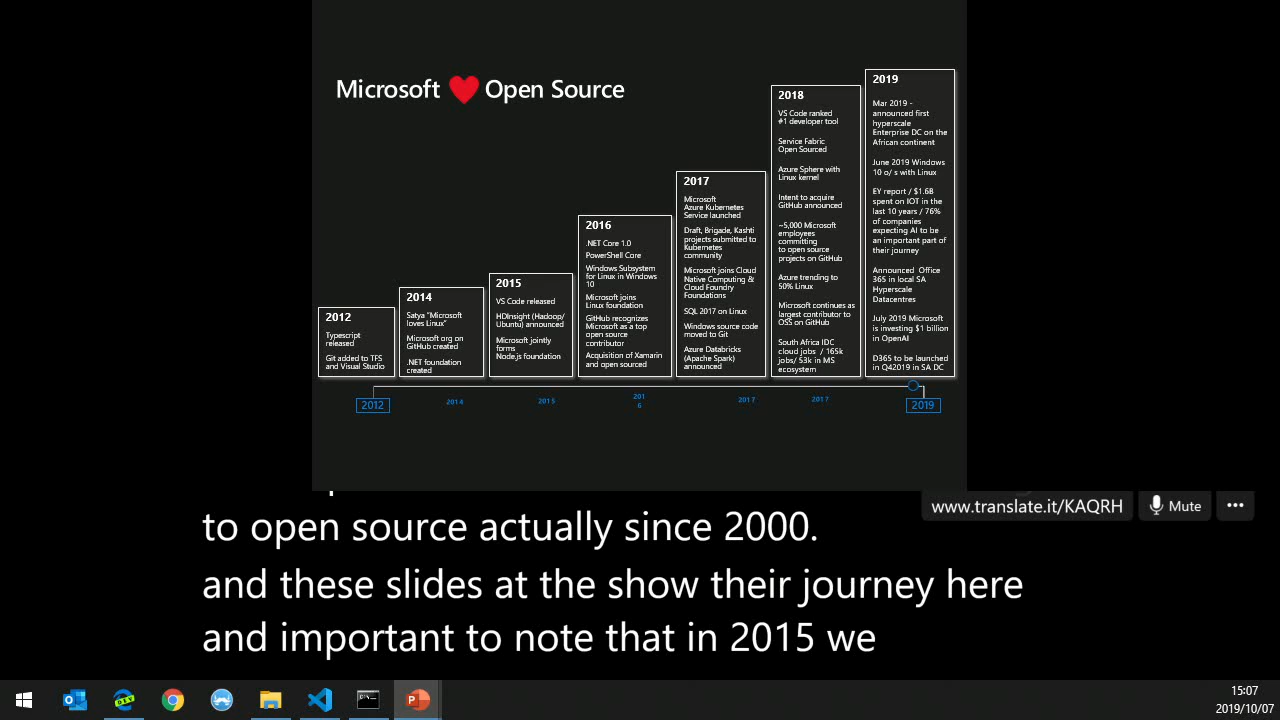 Microsoft ❤ Open Source
2012
Typescript
released
Git added to TFS
and Visual Studio
2014
Satya "Microsoft
loves Linux"
Microsoft org on
GitHub created
.NET foundation
created
2015
VS Code released
HDInsight (Hadoop/
Ubuntu) announced
Microsoft jointly
forms
Node.js foundation
2016
.NET Core 1.0
PowerShell Core
Windows Subsystem
for Linux in Windows
10
Microsoft joins
Linux foundation
GitHub recognizes
Microsoft as a top
open source
contributor
Acquisition of Xamarin
and open sourced
2017
Microsoft
Azure Kubernetes
Service launched
Draft, Brigade, Kashti
projects submitted to
Kubernetes
community
Microsoft joins Cloud
Native Computing &
Cloud Foundry
Foundations
SQL 2017 on Linux
Windows source code
moved to Git
Azure Databricks
(Apache Spark)
announced
2018
VS Code ranked
#1 developer tool
Service Fabric
Open Sourced
Azure Sphere with
Linux kernel
Intent to acquire
GitHub announced
~5,000 Microsoft
employees
committing
to open source
projects on GitHub
Azure trending to
50% Linux
Microsoft continues as
largest contributor to
OSS on GitHub
South Africa IDC
cloud jobs / 165k
jobs/ 53k in MS
ecosystem
2019
Mar 2019 -
announced first
hyperscale
Enterprise DC on the
African continent
June 2019 Windows
10 o/ s with Linux
EY report / $1.6B
spent on IOT in the
last 10 years / 76%
of companies
expecting AI to be
an important part of
their journey
Announced Office
365 in local SA
Hyperscale
Datacentres
July 2019 Microsoft
is investing $1 billion
in OpenAI
D365 to be launched
in Q42019 in SA DC
2012
2014
2015
201
6
2017
2017
2019
www.translate.it/KAQRH
Mute
to open source actually since 2000.
and these slides at the show their journey here
and important to note that in 2015 we
15:07
2019/10/07